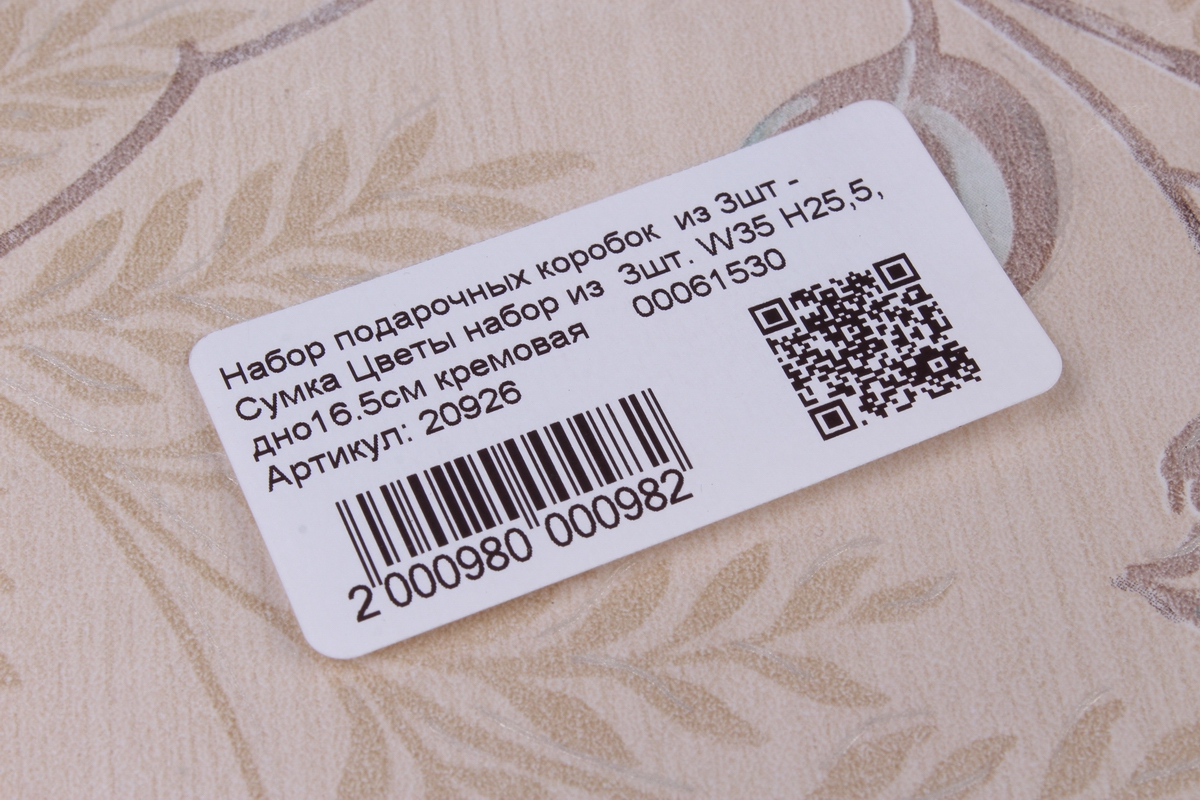 Набор подарочных коробок из 3шт -
Сумка Цветы набор из 3шт. W35 H25,5,
дно16.5см кремовая 00061530
Артикул: 20926
2 000980 000982